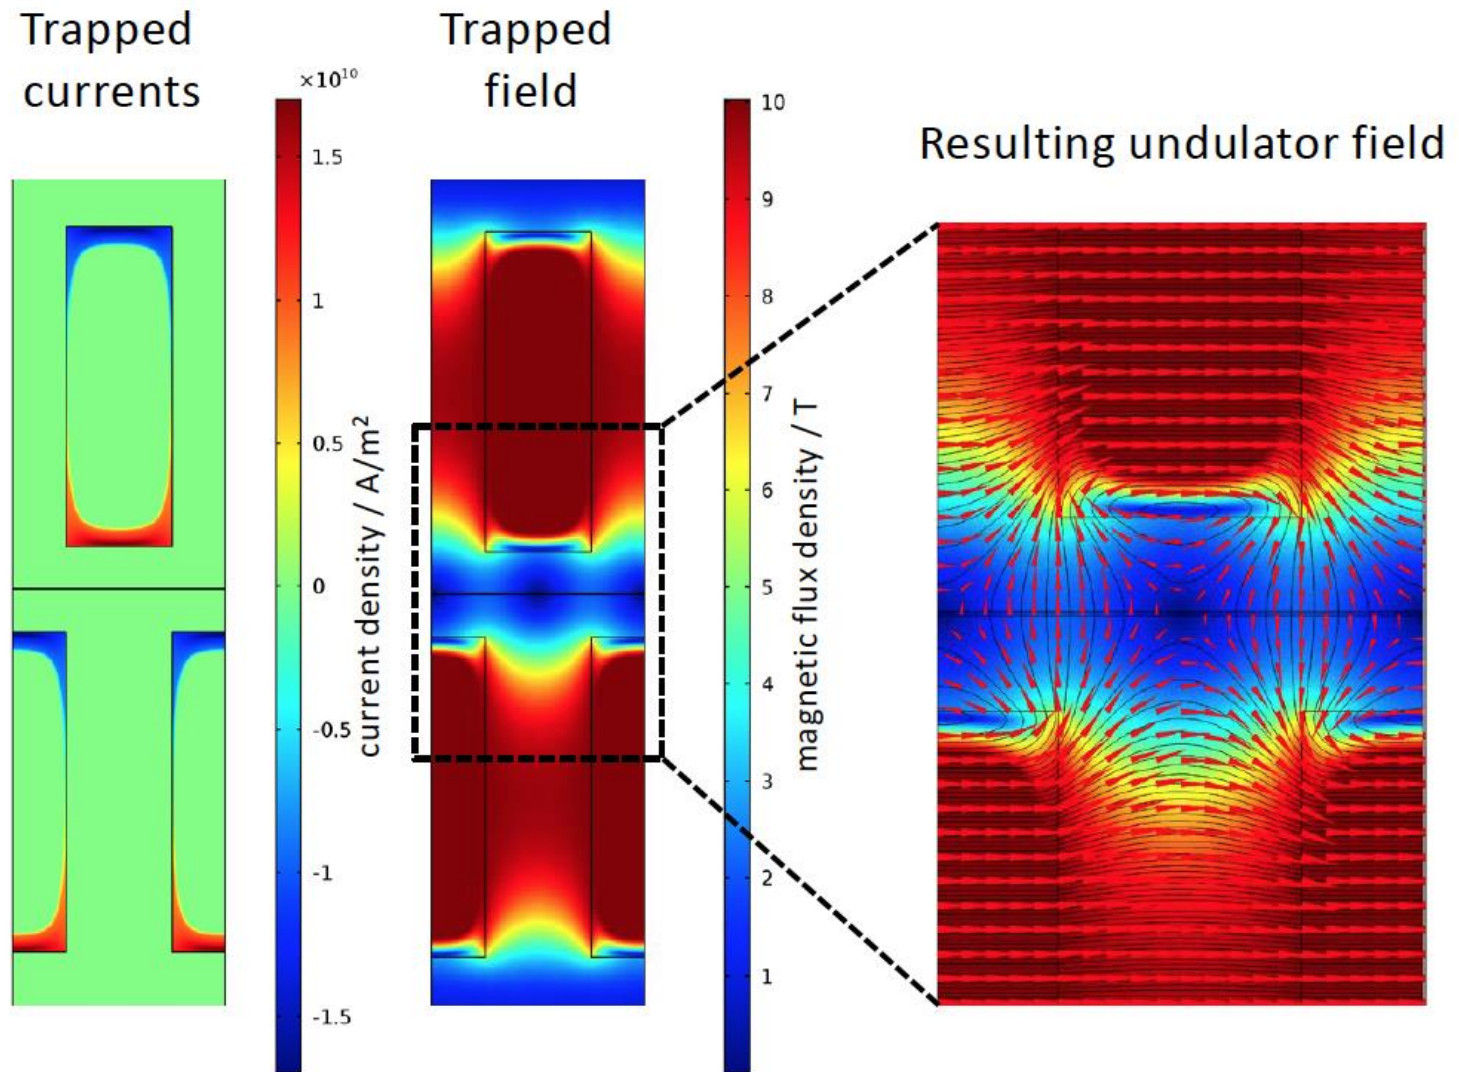 Trapped
currents
×10¹⁰
1.5
1
0.5
0
-0.5
-1
-1.5
current density / A/m²
Trapped
field
10
9
8
7
6
5
4
3
2
1
magnetic flux density / T
Resulting undulator field